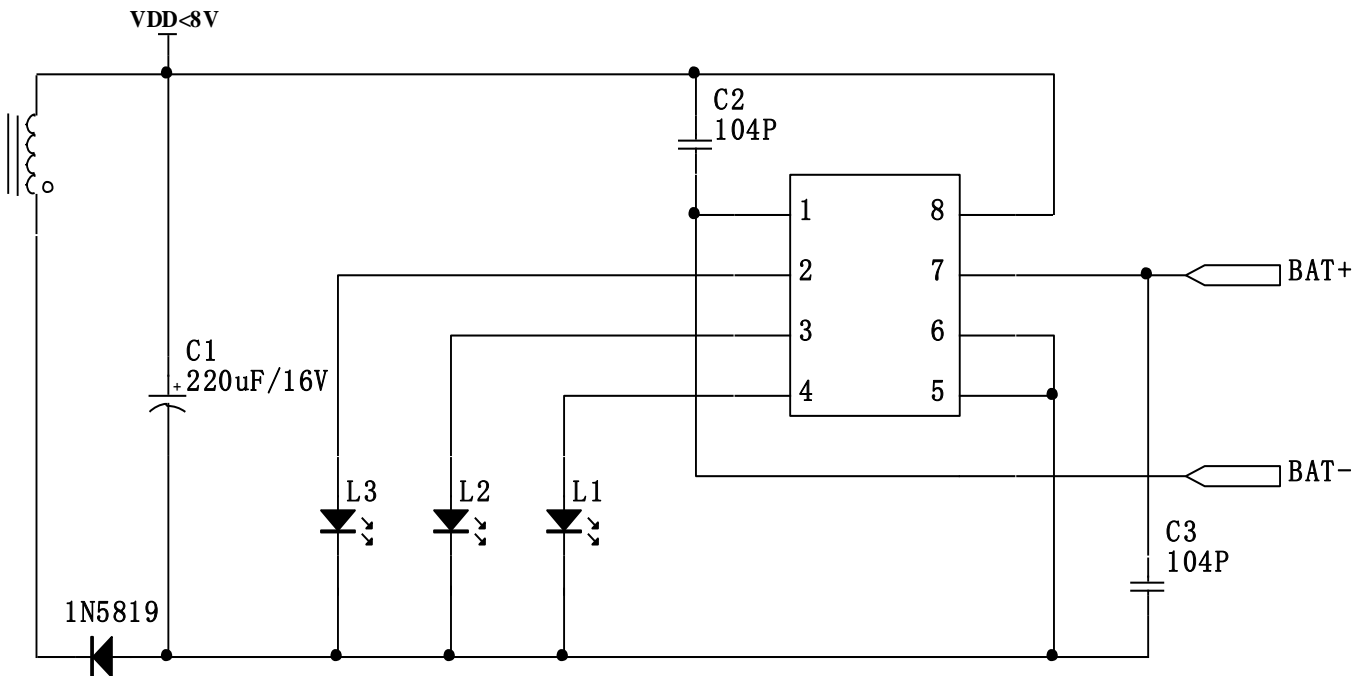 VDD<8V
C2
104P
1 8
2 7
BAT+
3 6
C1
220uF/16V
+
4 5
BAT-
L3 L2 L1
C3
104P
1N5819